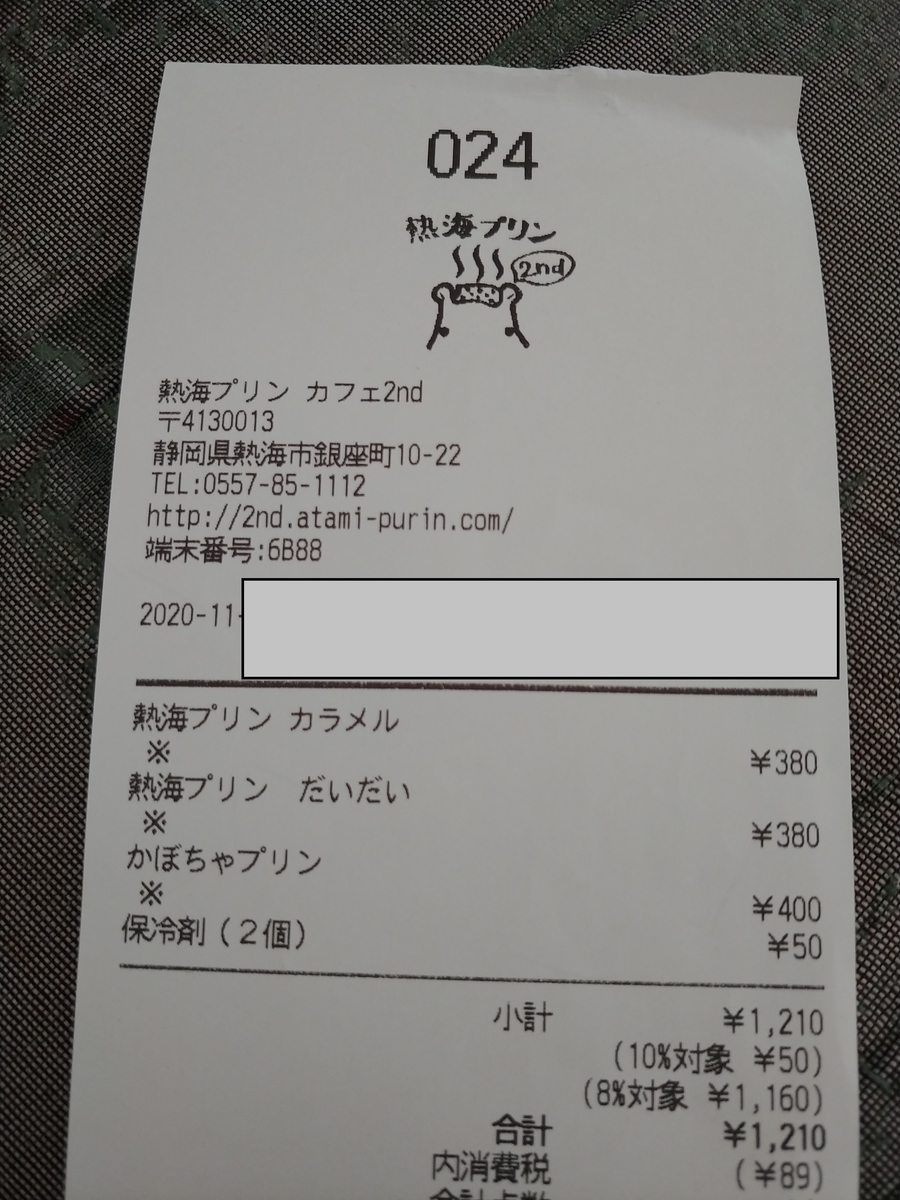 024
熱海プリン
2nd
熱海プリン カフェ2nd
〒4130013
静岡県熱海市銀座町10-22
TEL:0557-85-1112
http://2nd.atami-purin.com/
端末番号:6B88
2020-11-
熱海プリン カラメル
※ ¥380
熱海プリン だいだい
※ ¥380
かぼちゃプリン
※ ¥400
保冷剤(2個) ¥50
小計 ¥1,210
(10%対象 ¥50)
(8%対象 ¥1,160)
合計 ¥1,210
内消費税 (¥89)
合計点数